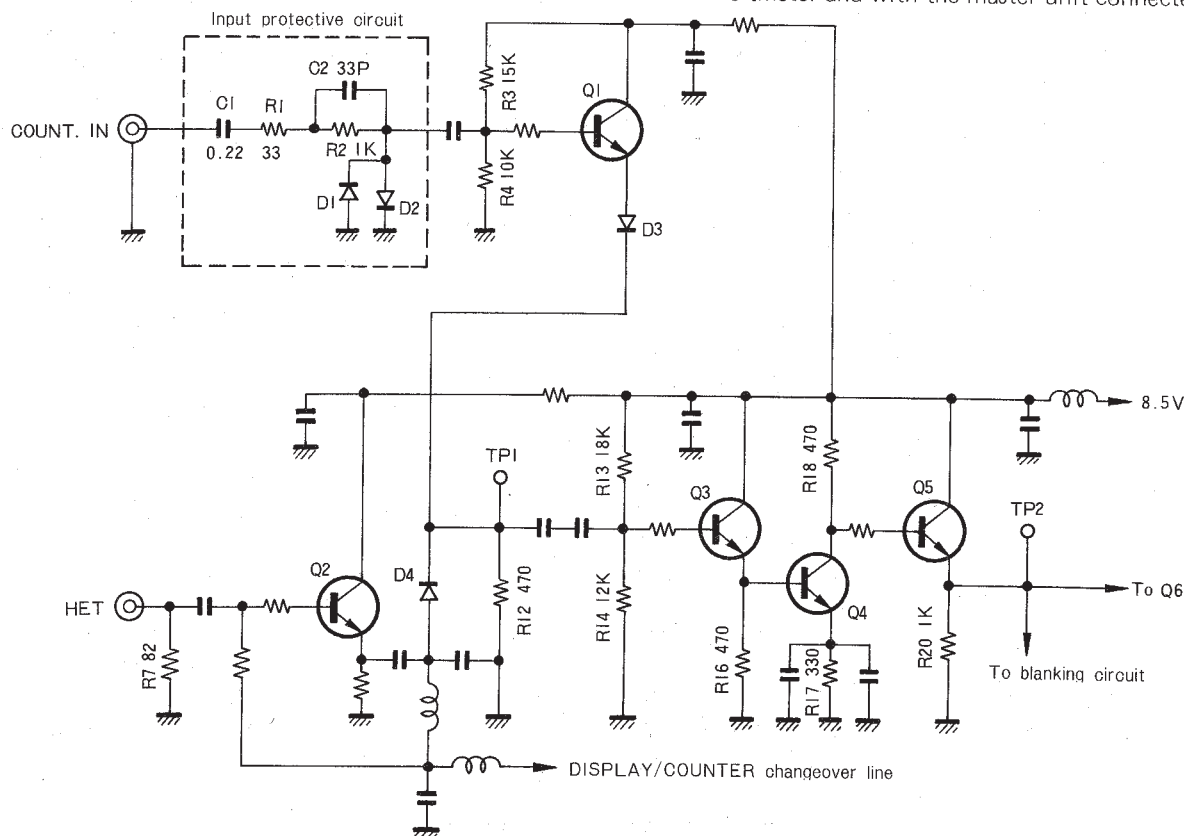 timeter and with the master unit connecte
Input protective circuit
C2 33P
C1
R1
COUNT. IN
0.22
33
R2 1K
D1
D2
R3 15K
R4 10K
Q1
D3
8.5V
TP1
R13 18K
Q3
R18 470
Q5
TP2
Q2
D4
R12 470
R14 12K
Q4
To Q6
HET
R7 82
R16 470
R17 330
R20 1K
To blanking circuit
DISPLAY/COUNTER changeover line